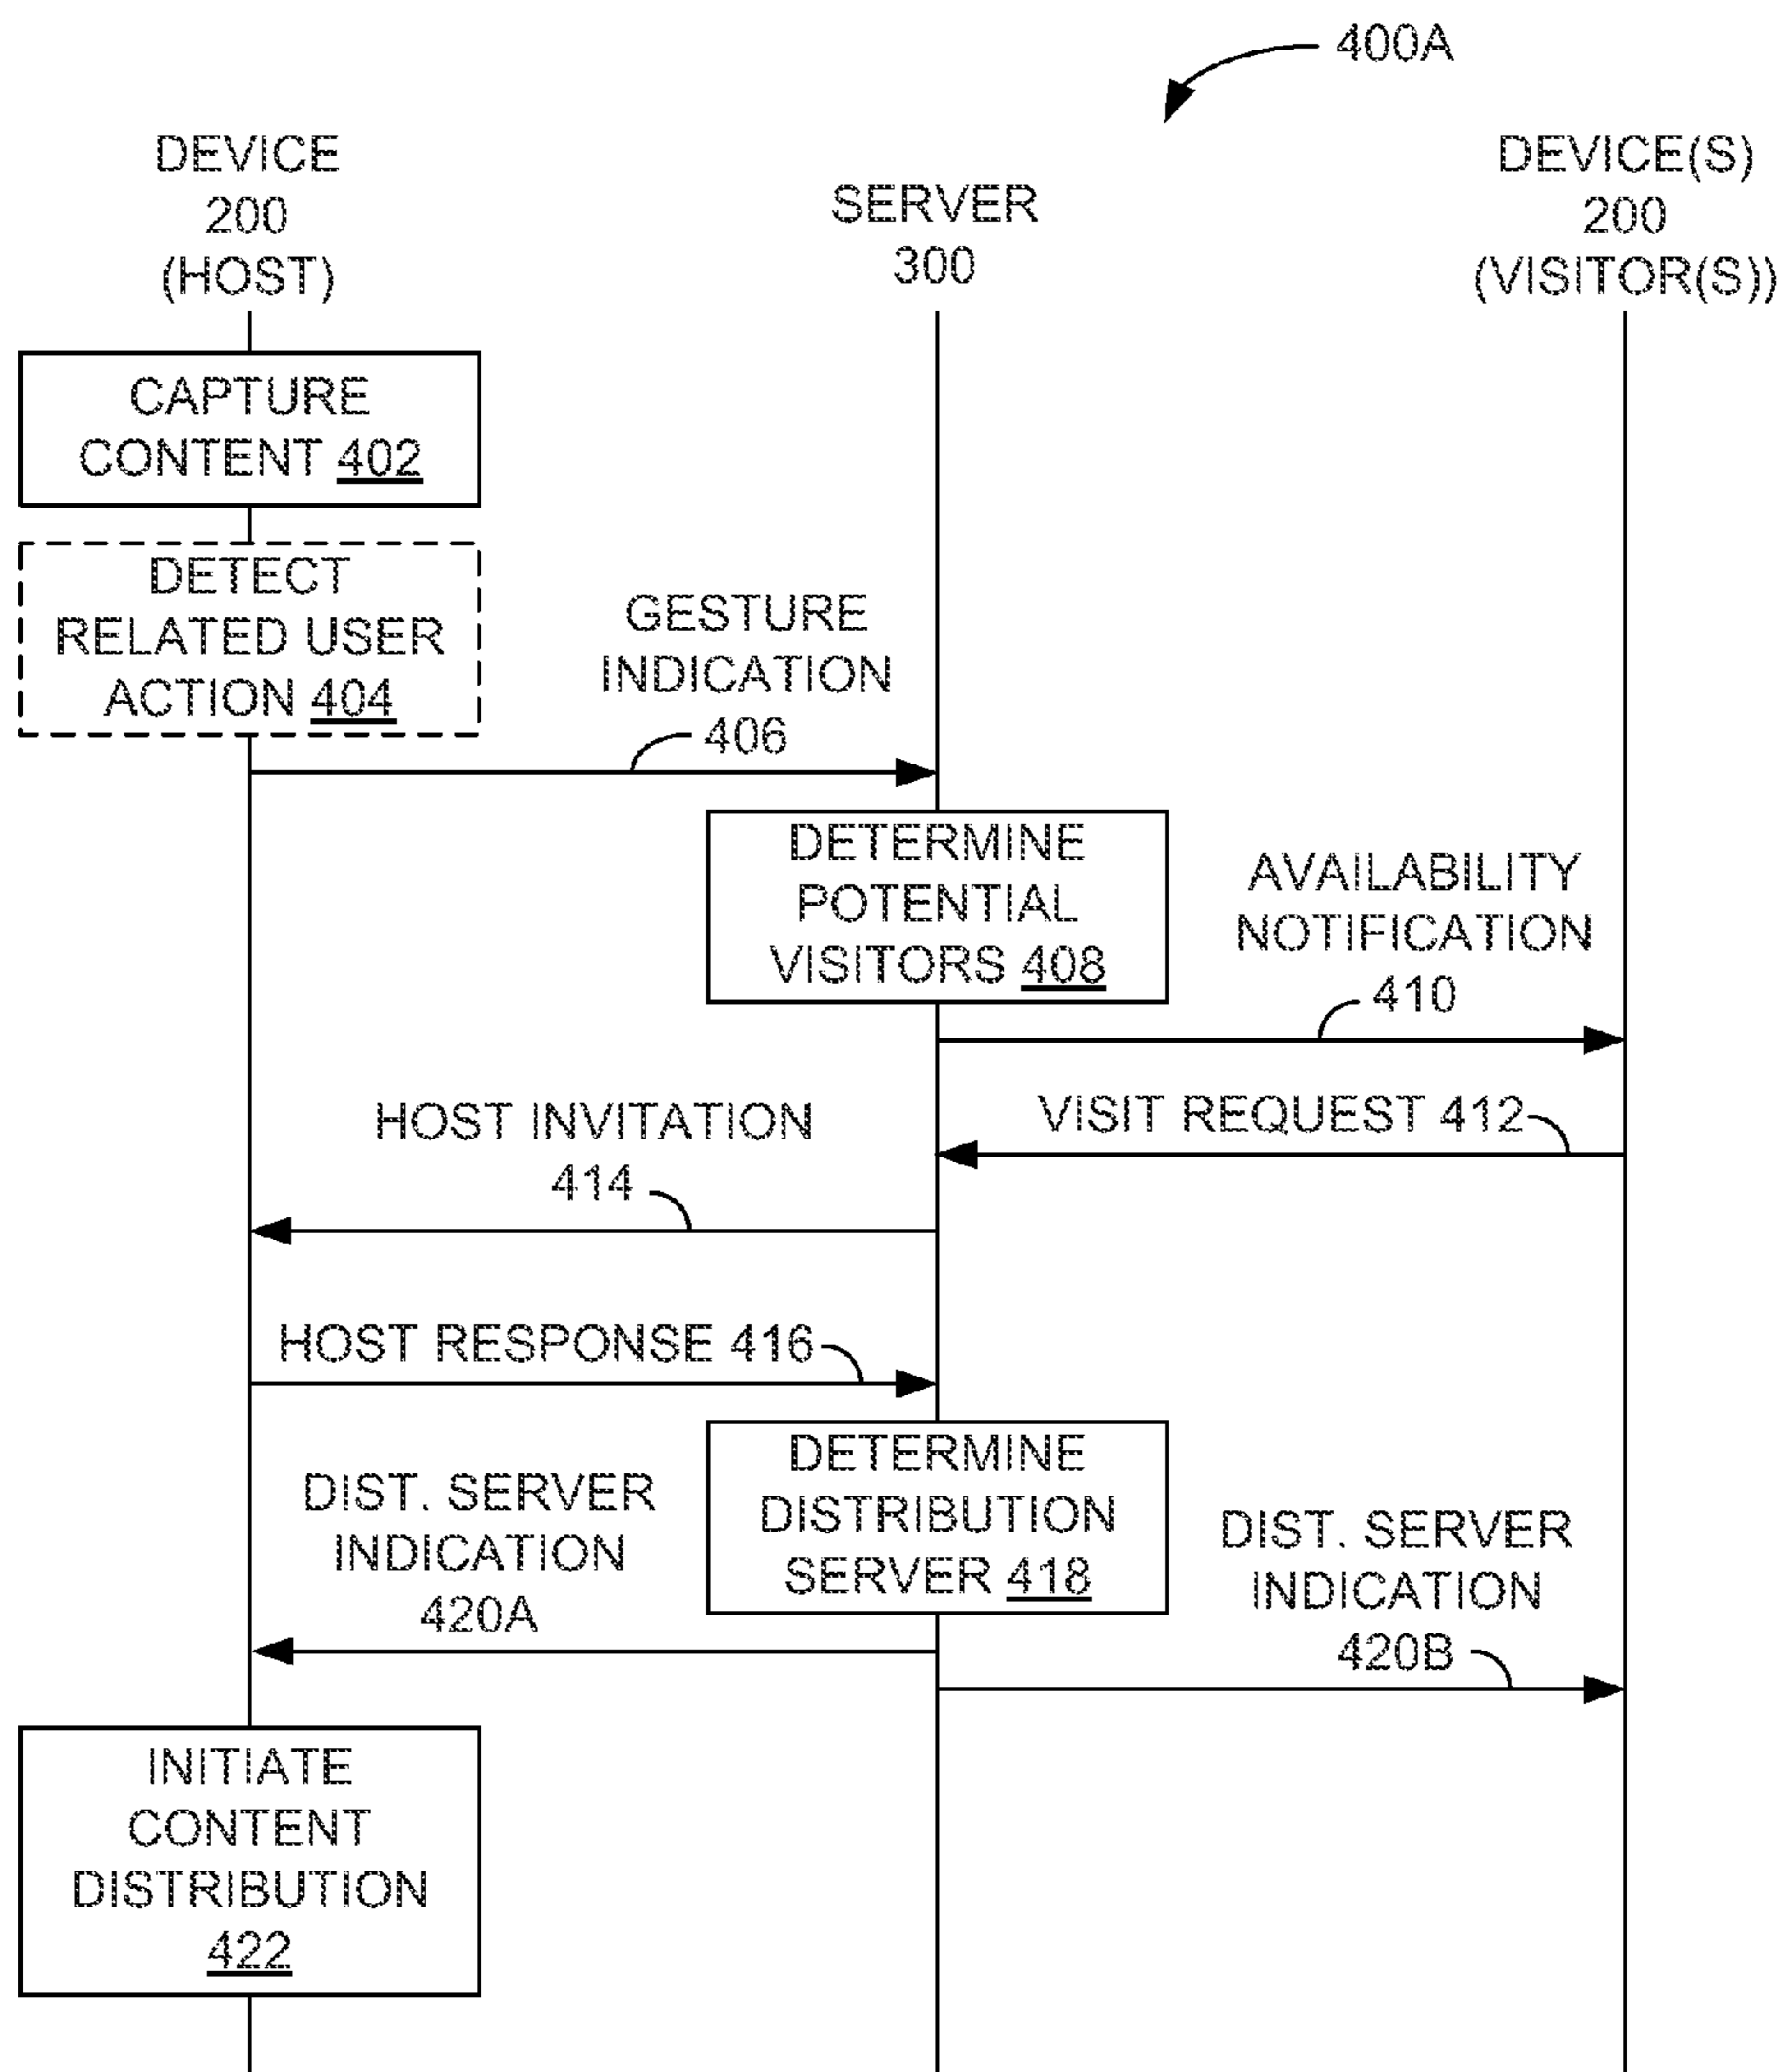 400A
DEVICE
200
(HOST)
SERVER
300
DEVICE(S)
200
(VISITOR(S))
CAPTURE
CONTENT 402
DETECT
RELATED USER
ACTION 404
GESTURE
INDICATION
406
DETERMINE
POTENTIAL
VISITORS 408
AVAILABILITY
NOTIFICATION
410
VISIT REQUEST 412
HOST INVITATION
414
HOST RESPONSE 416
DETERMINE
DISTRIBUTION
SERVER 418
DIST. SERVER
INDICATION
420A
DIST. SERVER
INDICATION
420B
INITIATE
CONTENT
DISTRIBUTION
422